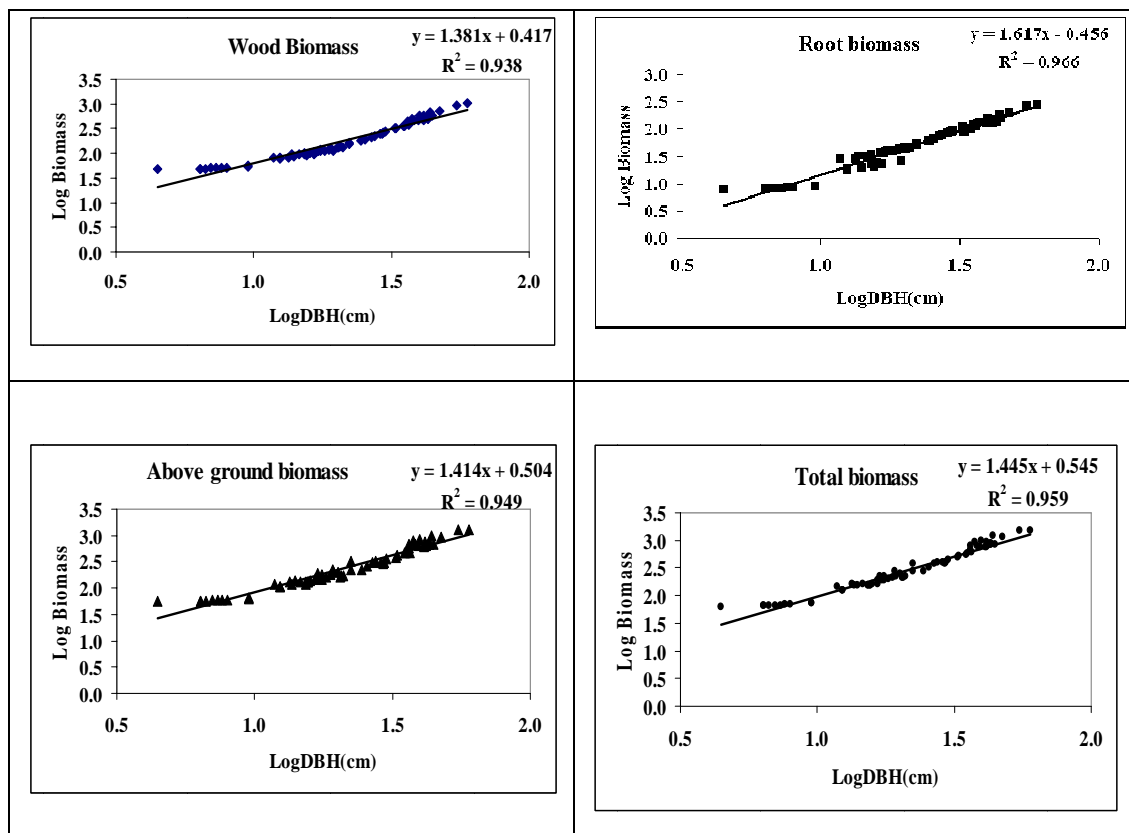 Wood Biomass
y = 1.381x + 0.417
R² = 0.938
3.5
3.0
2.5
2.0
1.5
1.0
0.5
0.0
Log Biomass
0.5 1.0 1.5 2.0
LogDBH(cm)
Root biomass
y = 1.617x - 0.456
R² = 0.966
3.0
2.5
2.0
1.5
1.0
0.5
0.0
Log Biomass
0.5 1.0 1.5 2.0
LogDBH(cm)
Above ground biomass
y = 1.414x + 0.504
R² = 0.949
3.5
3.0
2.5
2.0
1.5
1.0
0.5
0.0
Log Biomass
0.5 1.0 1.5 2.0
LogDBH(cm)
Total biomass
y = 1.445x + 0.545
R² = 0.959
3.5
3.0
2.5
2.0
1.5
1.0
0.5
0.0
Log Biomass
0.5 1.0 1.5 2.0
LogDBH(cm)